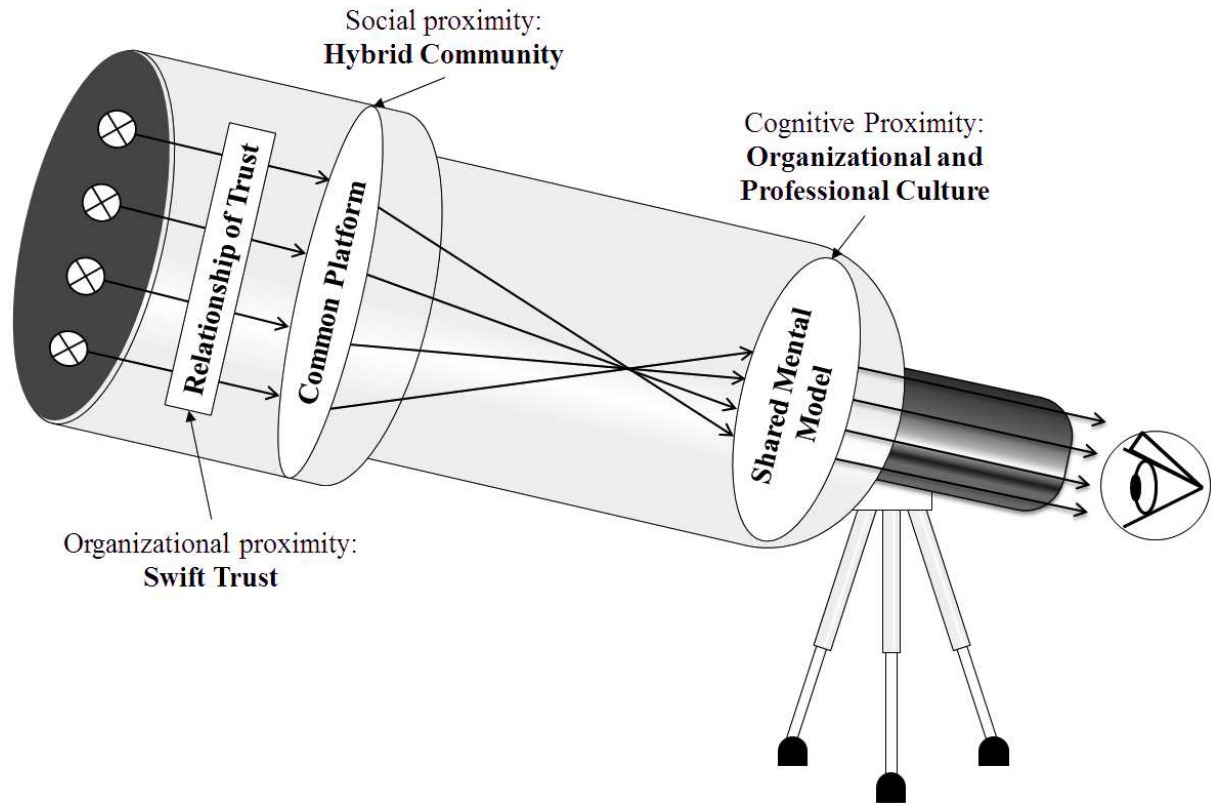 Social proximity:
Hybrid Community
Cognitive Proximity:
Organizational and
Professional Culture
Relationship of Trust
Common Platform
Shared Mental
Model
Organizational proximity:
Swift Trust